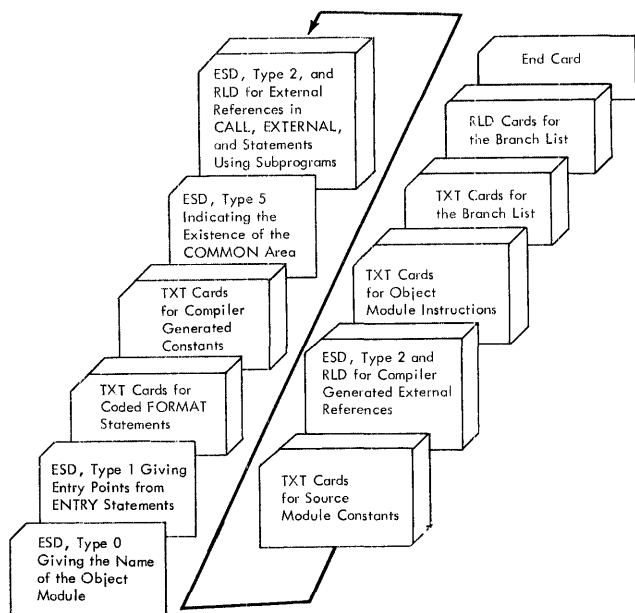 ESD, Type 2, and
RLD for External
References in
CALL, EXTERNAL,
and Statements
Using Subprograms
ESD, Type 5
Indicating the
Existence of the
COMMON Area
TXT Cards
for Compiler
Generated
Constants
TXT Cards for
Coded FORMAT
Statements
ESD, Type 1 Giving
Entry Points from
ENTRY Statements
ESD, Type 0
Giving the Name
of the Object
Module
End Card
RLD Cards for
the Branch List
TXT Cards for
the Branch List
TXT Cards
for Object
Module Instructions
ESD, Type 2 and
RLD for Compiler
Generated External
References
TXT Cards
for Source
Module Constants